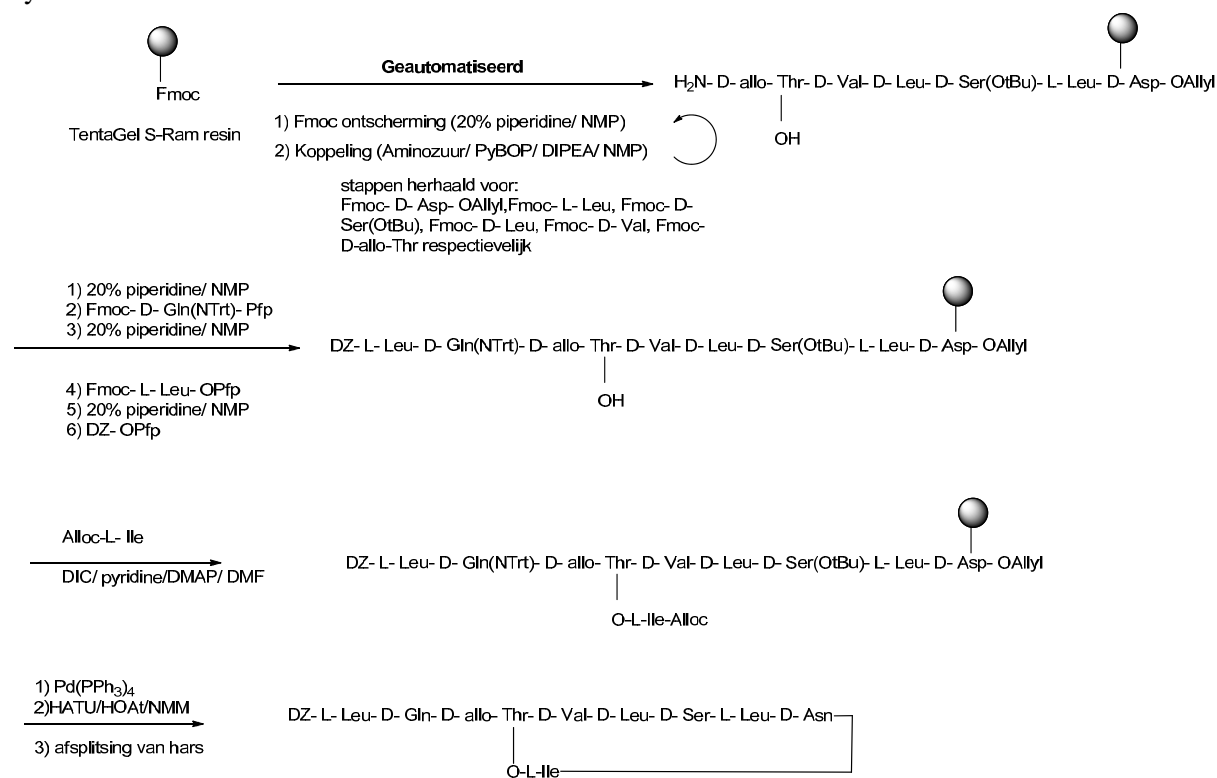 Geautomatiseerd
Fmoc
TentaGel S-Ram resin
1) Fmoc ontscherming (20% piperidine/ NMP)
2) Koppeling (Aminozuur/ PyBOP/ DIPEA/ NMP)
stappen herhaald voor:
Fmoc- D- Asp- OAllyl,Fmoc- L- Leu, Fmoc- D-
Ser(OtBu), Fmoc- D- Leu, Fmoc- D- Val, Fmoc-
D-allo-Thr respectievelijk
H2N- D- allo- Thr- D- Val- D- Leu- D- Ser(OtBu)- L- Leu- D- Asp- OAllyl
OH
1) 20% piperidine/ NMP
2) Fmoc- D- Gln(NTrt)- Pfp
3) 20% piperidine/ NMP
4) Fmoc- L- Leu- OPfp
5) 20% piperidine/ NMP
6) DZ- OPfp
DZ- L- Leu- D- Gln(NTrt)- D- allo- Thr- D- Val- D- Leu- D- Ser(OtBu)- L- Leu- D- Asp- OAllyl
OH
Alloc-L- Ile
DIC/ pyridine/DMAP/ DMF
DZ- L- Leu- D- Gln(NTrt)- D- allo- Thr- D- Val- D- Leu- D- Ser(OtBu)- L- Leu- D- Asp- OAllyl
O-L-Ile-Alloc
1) Pd(PPh3)4
2)HATU/HOAt/NMM
3) afsplitsing van hars
DZ- L- Leu- D- Gln- D- allo- Thr- D- Val- D- Leu- D- Ser- L- Leu- D- Asn
O-L-Ile